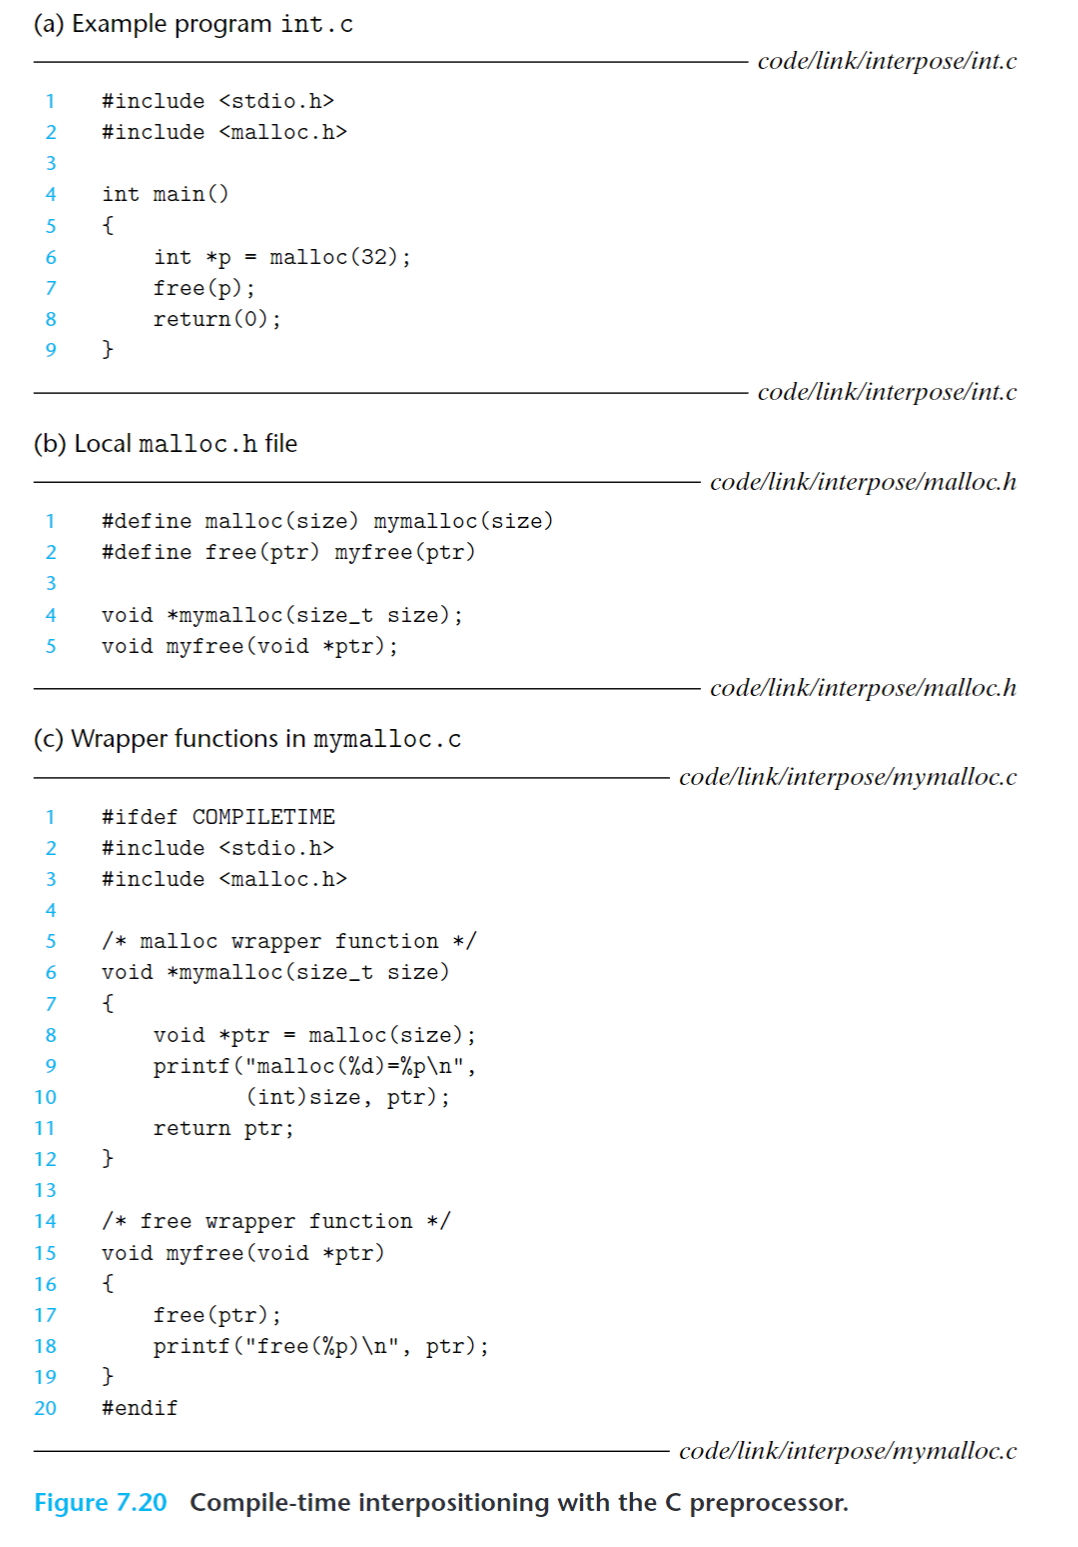 (a) Example program int.c
code/link/interpose/int.c
1 #include <stdio.h>
2 #include <malloc.h>
3
4 int main()
5 {
6     int *p = malloc(32);
7     free(p);
8     return(0);
9 }
code/link/interpose/int.c
(b) Local malloc.h file
code/link/interpose/malloc.h
1 #define malloc(size) mymalloc(size)
2 #define free(ptr) myfree(ptr)
3
4 void *mymalloc(size_t size);
5 void myfree(void *ptr);
code/link/interpose/malloc.h
(c) Wrapper functions in mymalloc.c
code/link/interpose/mymalloc.c
1 #ifdef COMPILETIME
2 #include <stdio.h>
3 #include <malloc.h>
4
5 /* malloc wrapper function */
6 void *mymalloc(size_t size)
7 {
8     void *ptr = malloc(size);
9     printf("malloc(%d)=%p\n",
10            (int)size, ptr);
11     return ptr;
12 }
13
14 /* free wrapper function */
15 void myfree(void *ptr)
16 {
17     free(ptr);
18     printf("free(%p)\n", ptr);
19 }
20 #endif
code/link/interpose/mymalloc.c
Figure 7.20 Compile-time interpositioning with the C preprocessor.